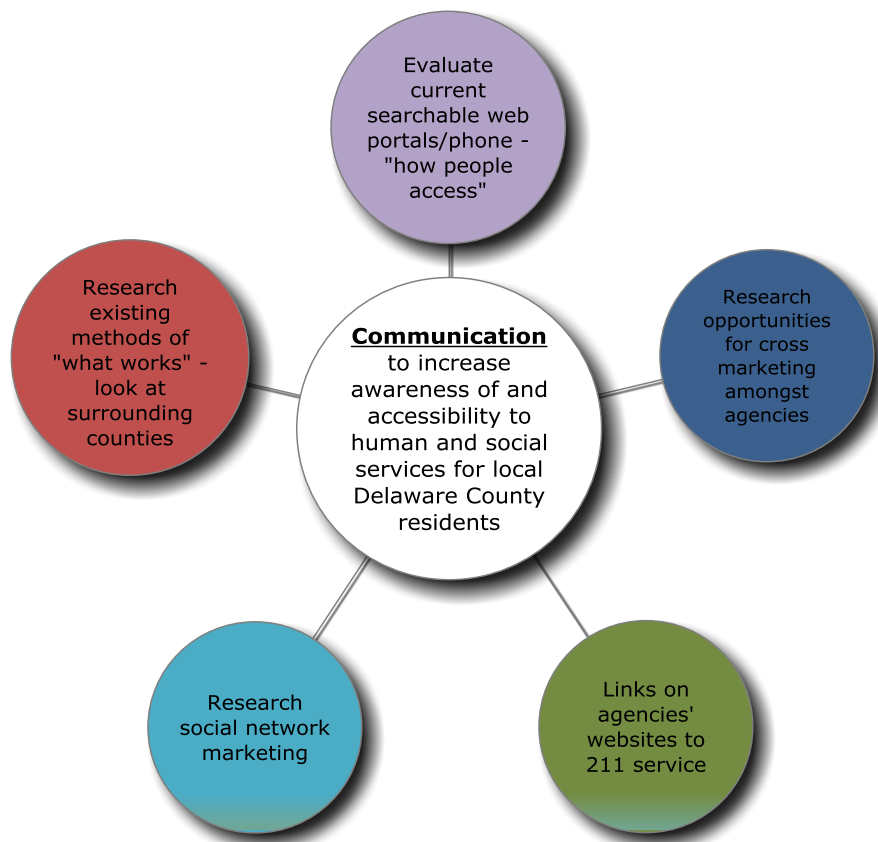 Evaluate
current
searchable web
portals/phone -
"how people
access"
Research
existing
methods of
"what works" -
look at
surrounding
counties
Communication
to increase
awareness of and
accessibility to
human and social
services for local
Delaware County
residents
Research
opportunities
for cross
marketing
amongst
agencies
Research
social network
marketing
Links on
agencies'
websites to
211 service